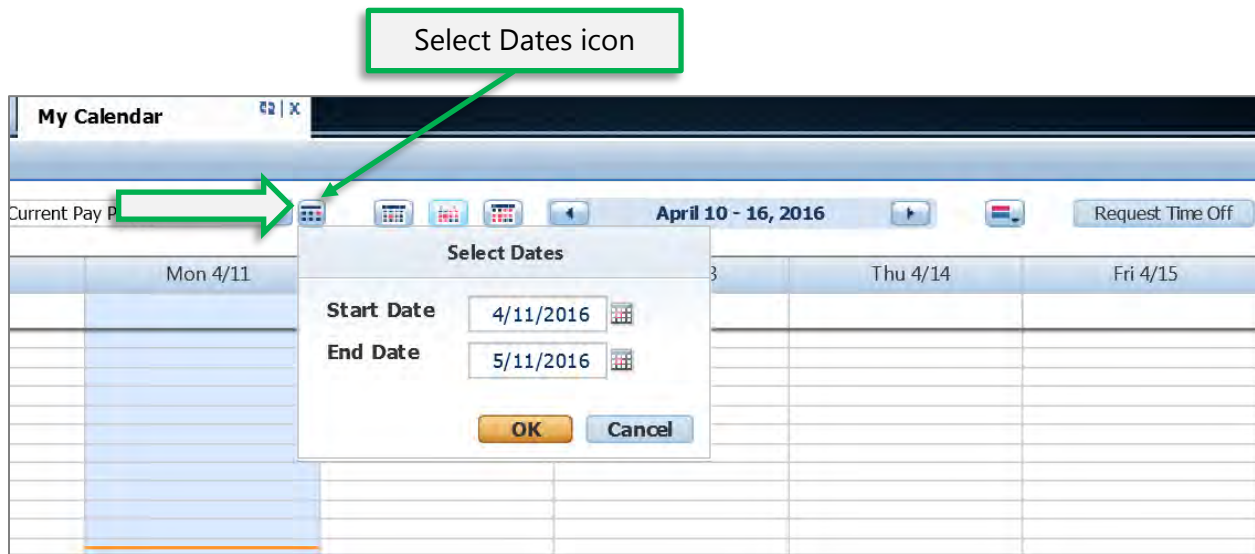 Select Dates icon
My Calendar
Current Pay P
April 10 - 16, 2016
Request Time Off
Select Dates
Mon 4/11
3
Thu 4/14
Fri 4/15
Start Date 4/11/2016
End Date 5/11/2016
OK Cancel